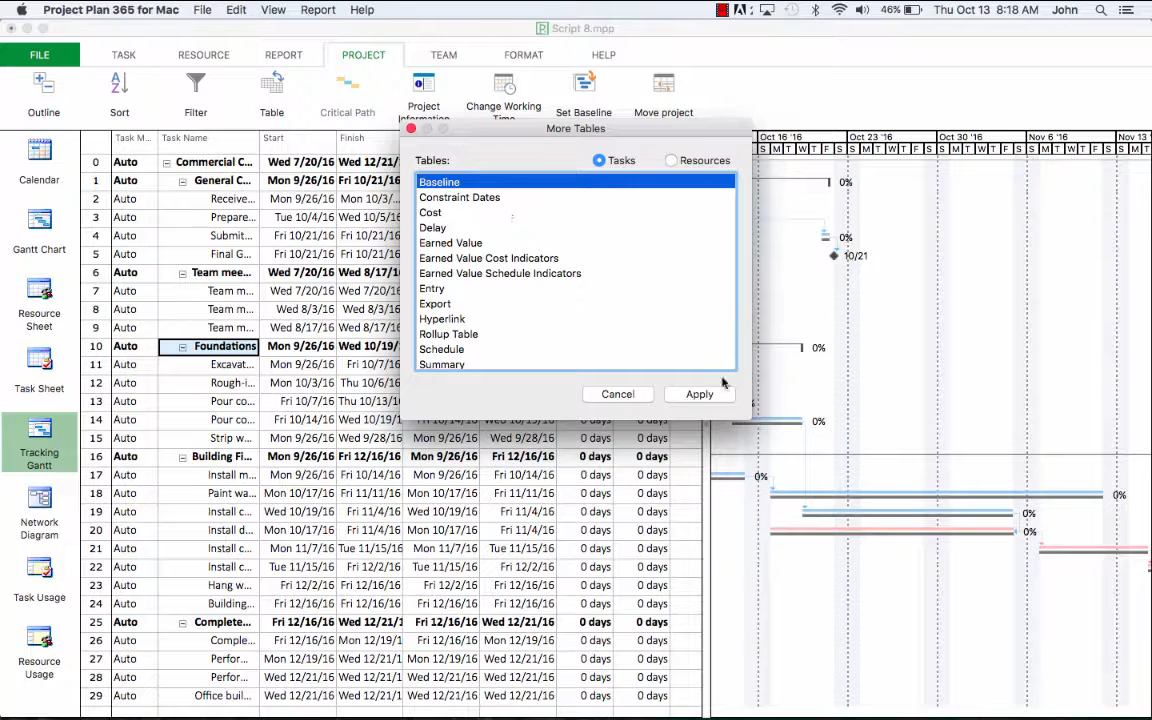 Project Plan 365 for Mac File Edit View Report Help 46% Thu Oct 13 8:18 AM John
Script 8.mpp
FILE TASK RESOURCE REPORT PROJECT TEAM FORMAT HELP
Outline Sort Filter Table Critical Path Project Information Change Working Time Set Baseline Move project
Calendar
Gantt Chart
Resource Sheet
Task Sheet
Tracking Gantt
Network Diagram
Task Usage
Resource Usage
More Tables
Tables: Tasks Resources
Baseline
Constraint Dates
Cost
Delay
Earned Value
Earned Value Cost Indicators
Earned Value Schedule Indicators
Entry
Export
Hyperlink
Rollup Table
Schedule
Summary
Cancel Apply
Task M... Task Name Start Finish
0 Auto Commercial C... Wed 7/20/16 Wed 12/21/
1 Auto General C... Mon 9/26/16 Fri 10/21/16
2 Auto Receive... Mon 9/26/16 Mon 10/3/
3 Auto Prepare... Tue 10/4/16 Wed 10/5/16
4 Auto Submit... Fri 10/21/16 Fri 10/21/16
5 Auto Final G... Fri 10/21/16 Fri 10/21/16
6 Auto Team mee... Wed 7/20/16 Wed 8/17/16
7 Auto Team m... Wed 7/20/16 Wed 7/20/16
8 Auto Team m... Wed 8/3/16 Wed 8/3/16
9 Auto Team m... Wed 8/17/16 Wed 8/17/16
10 Auto Foundations Mon 9/26/16 Wed 10/19/
11 Auto Excavat... Mon 9/26/16 Fri 10/7/16
12 Auto Rough-i... Mon 10/3/16 Thu 10/6/16
13 Auto Pour co... Fri 10/7/16 Thu 10/13/16
14 Auto Pour co... Fri 10/14/16 Wed 10/19/16
15 Auto Strip w... Mon 9/26/16 Wed 9/28/16 Mon 9/26/16 Wed 9/28/16 0 days 0 days
16 Auto Building Fi... Mon 9/26/16 Fri 12/16/16 Mon 9/26/16 Fri 12/16/16 0 days 0 days
17 Auto Install m... Mon 9/26/16 Fri 10/14/16 Mon 9/26/16 Fri 10/14/16 0 days 0 days
18 Auto Paint wa... Mon 10/17/16 Fri 11/11/16 Mon 10/17/16 Fri 11/11/16 0 days 0 days
19 Auto Install c... Wed 10/19/16 Fri 11/4/16 Wed 10/19/16 Fri 11/4/16 0 days 0 days
20 Auto Install d... Mon 10/17/16 Fri 11/4/16 Mon 10/17/16 Fri 11/4/16 0 days 0 days
21 Auto Install c... Mon 11/7/16 Tue 11/15/16 Mon 11/7/16 Tue 11/15/16 0 days 0 days
22 Auto Install c... Tue 11/15/16 Wed 11/30/ Tue 11/15/16 Wed 11/30/16 0 days 0 days
23 Auto Hang w... Fri 12/2/16 Fri 12/2/16 Fri 12/2/16 Fri 12/2/16 0 days 0 days
24 Auto Building... Fri 12/16/16 Fri 12/16/16 Fri 12/16/16 Fri 12/16/16 0 days 0 days
25 Auto Complete... Fri 12/16/16 Wed 12/21/1 Fri 12/16/16 Wed 12/21/16 0 days 0 days
26 Auto Comple... Fri 12/16/16 Mon 12/19/1 Fri 12/16/16 Mon 12/19/16 0 days 0 days
27 Auto Perfor... Mon 12/19/16 Wed 12/21/1 Mon 12/19/16 Wed 12/21/16 0 days 0 days
28 Auto Perfor... Wed 12/21/16 Wed 12/21/1 Wed 12/21/16 Wed 12/21/16 0 days 0 days
29 Auto Office buil... Wed 12/21/16 Wed 12/21/1 Wed 12/21/16 Wed 12/21/16 0 days 0 days
Oct 16 '16 Oct 23 '16 Oct 30 '16 Nov 6 '16 Nov 13 '
S M T W T F S S M T W T F S S M T W T F S S M T W T F S S M T
0%
0%
10/21
0%
0%
0%
0%
0%
0%